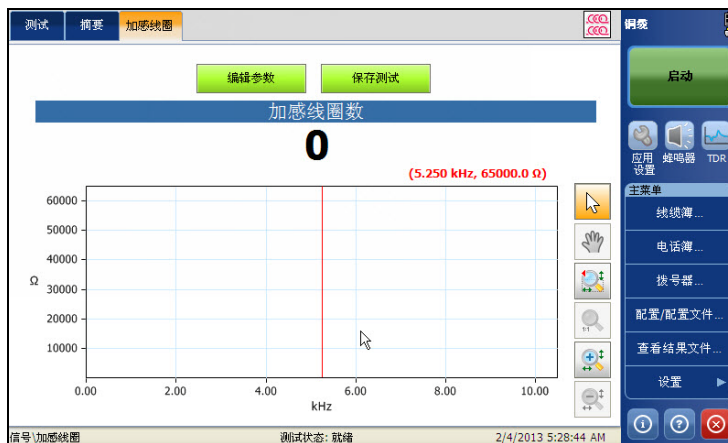 测试 摘要 加感线圈
编辑参数 保存测试
加感线圈数
0
(5.250 kHz, 65000.0 Ω)
60000
50000
40000
Ω
30000
20000
10000
0.00 2.00 4.00 6.00 8.00 10.00
kHz
1:1
信号\加感线圈 测试状态: 就绪 2/4/2013 5:28:44 AM
铜缆
启动
应用设置 蜂鸣器 TDR
主菜单
线缆簿...
电话簿...
拨号器...
配置/配置文件...
查看结果文件...
设置